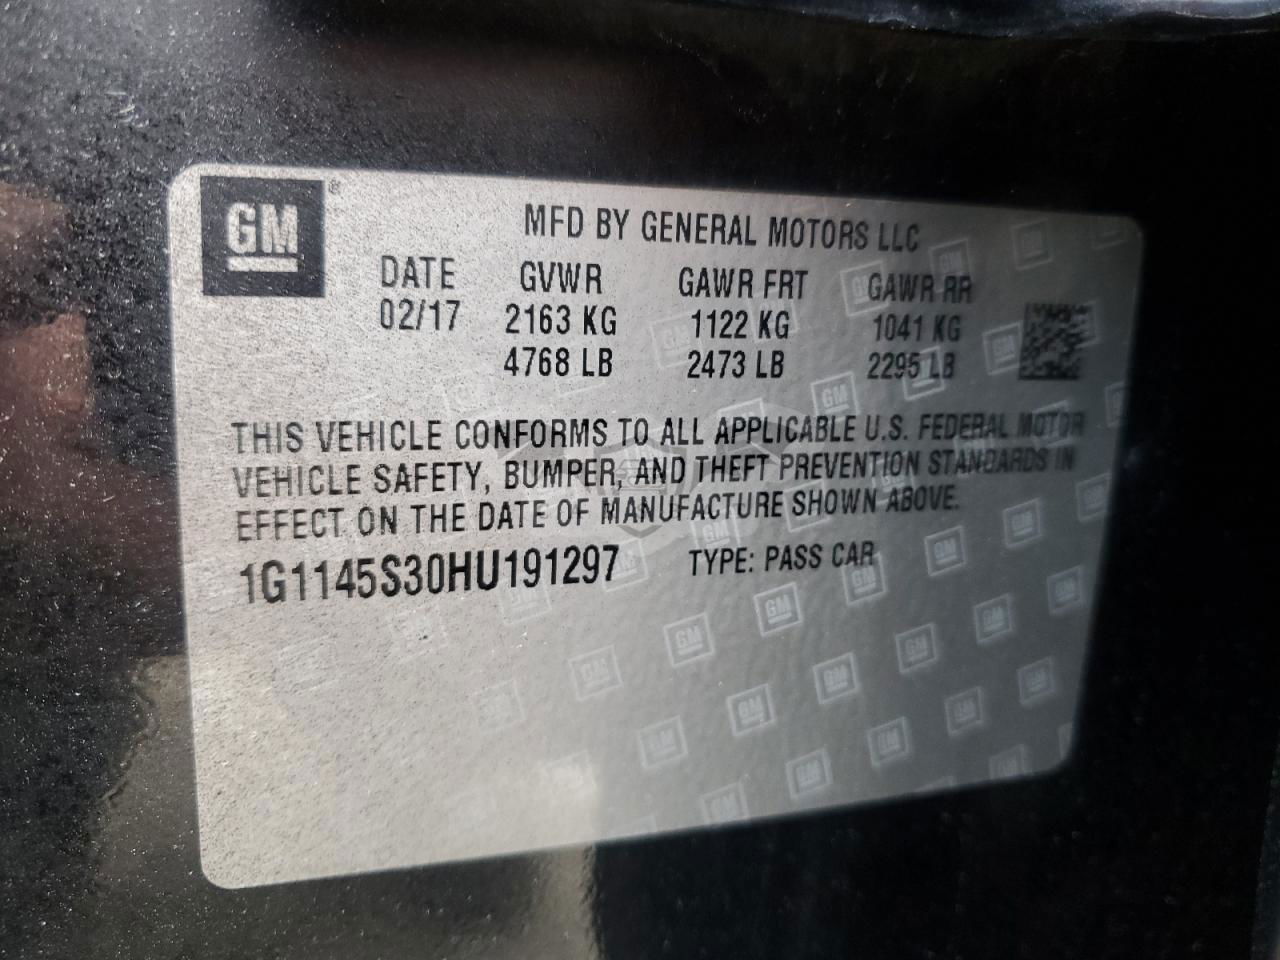 GM ®
MFD BY GENERAL MOTORS LLC
DATE GVWR GAWR FRT GAWR RR
02/17 2163 KG 1122 KG 1041 KG
4768 LB 2473 LB 2295 LB
THIS VEHICLE CONFORMS TO ALL APPLICABLE U.S. FEDERAL MOTOR
VEHICLE SAFETY, BUMPER, AND THEFT PREVENTION STANDARDS IN
EFFECT ON THE DATE OF MANUFACTURE SHOWN ABOVE.
1G1145S30HU191297 TYPE: PASS CAR